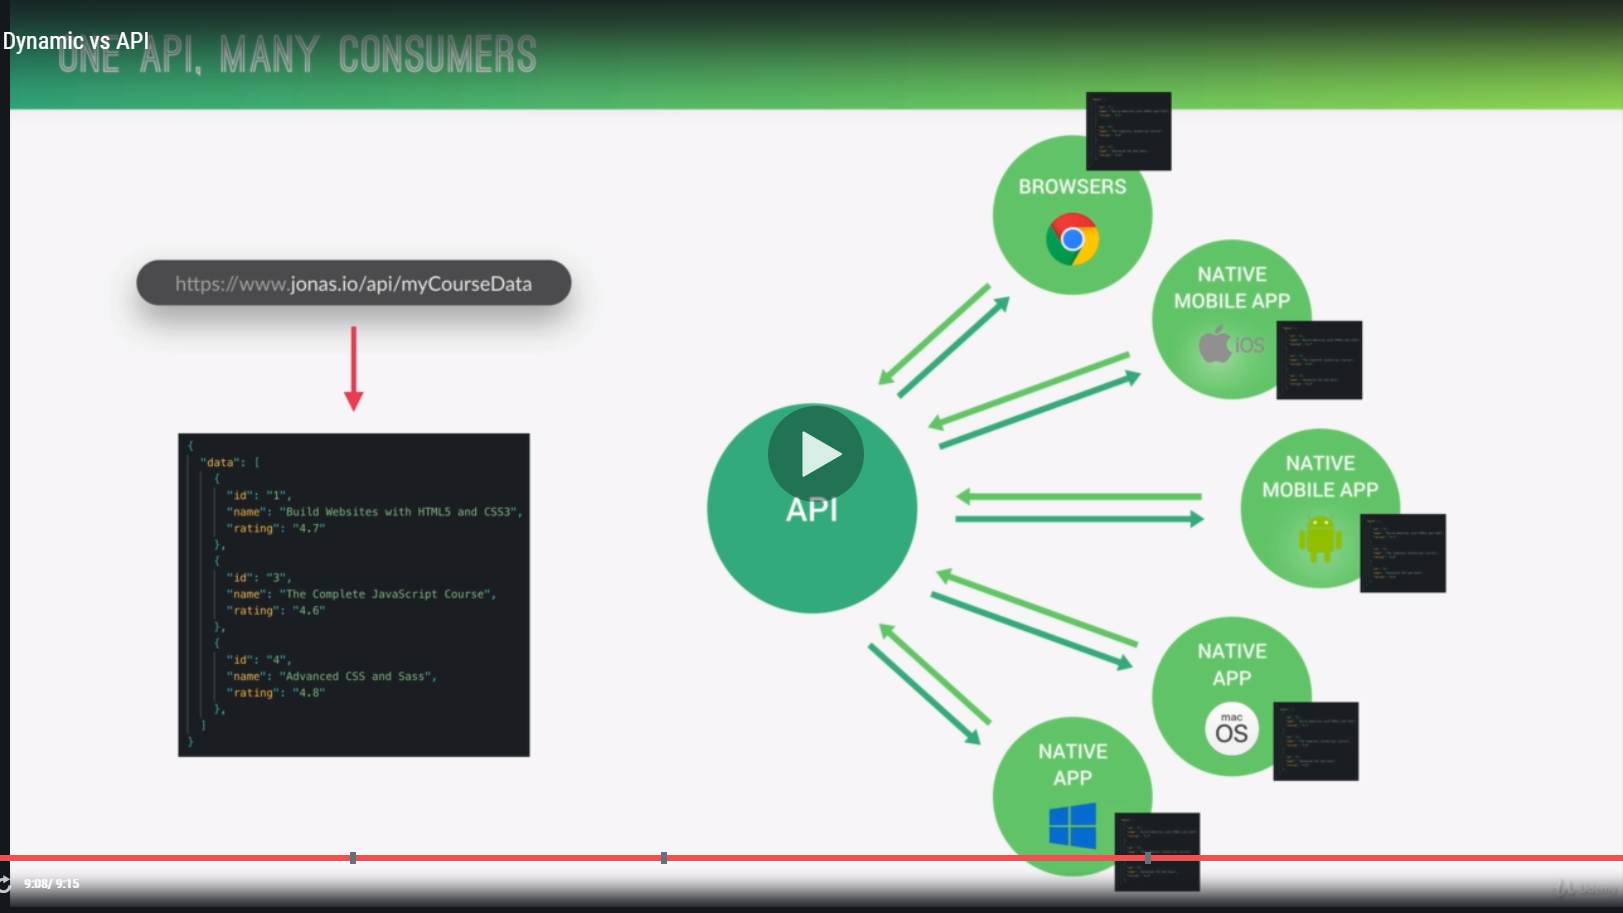 Dynamic vs API
ONE API, MANY CONSUMERS
https://www.jonas.io/api/myCourseData
{
"data": [
{
"id": "1",
"name": "Build Websites with HTML5 and CSS3",
"rating": "4.7"
},
{
"id": "3",
"name": "The Complete JavaScript Course",
"rating": "4.6"
},
{
"id": "4",
"name": "Advanced CSS and Sass",
"rating": "4.8"
},
]
}
API
BROWSERS
NATIVE
MOBILE APP
iOS
NATIVE
MOBILE APP
NATIVE
APP
mac
OS
NATIVE
APP
9:08/ 9:15
Udemy